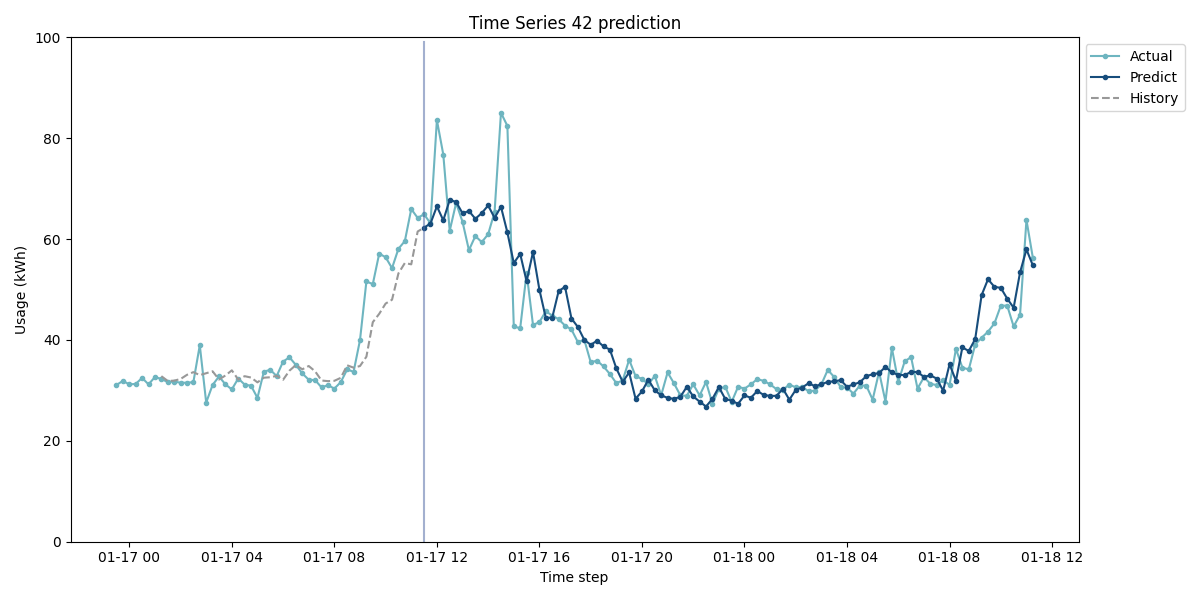 Time Series 42 prediction
100
80
60
40
20
0
Usage (kWh)
01-17 00
01-17 04
01-17 08
01-17 12
01-17 16
01-17 20
01-18 00
01-18 04
01-18 08
01-18 12
Time step
Actual
Predict
History